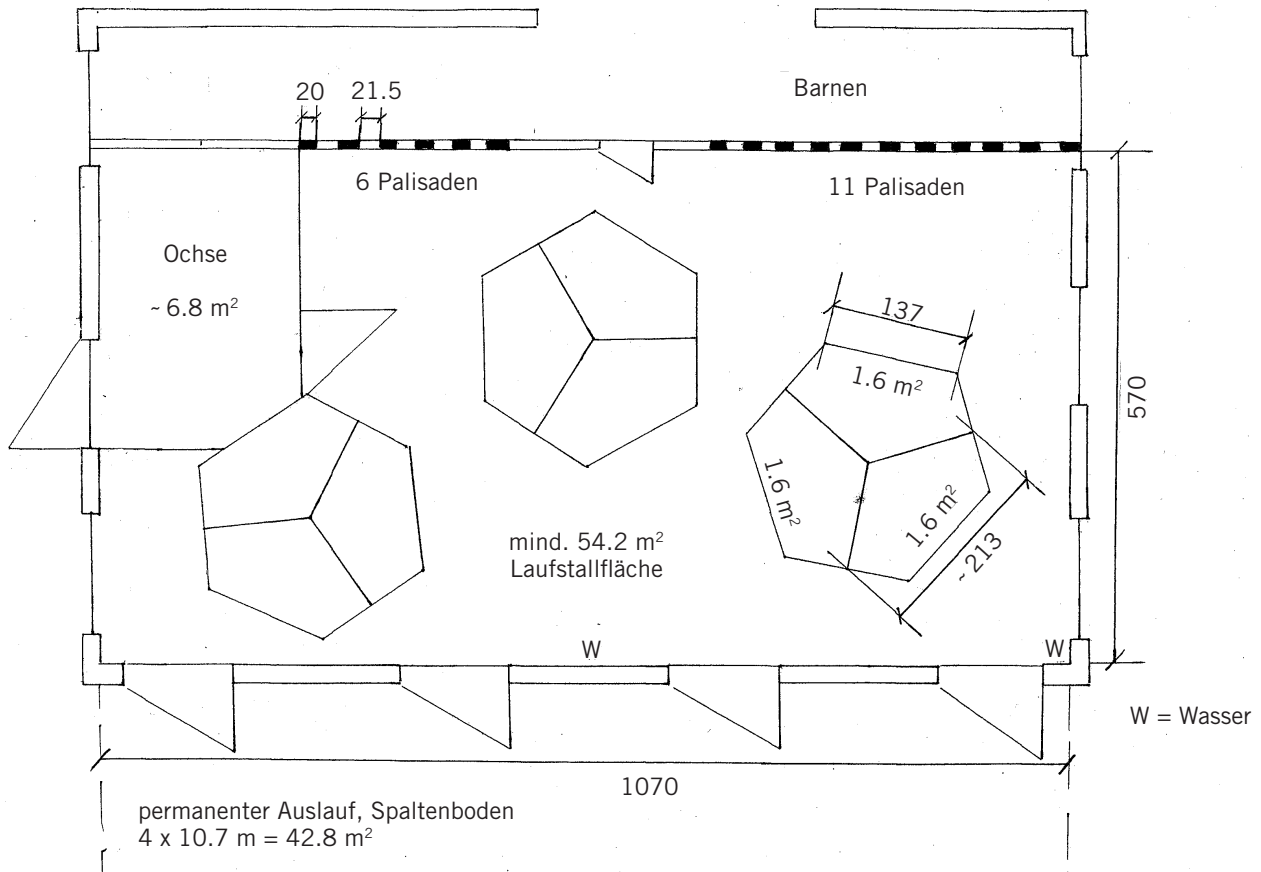 20 21.5
Barnen
6 Palisaden
11 Palisaden
Ochse
~ 6.8 m²
137
1.6 m²
570
1.6 m²
1.6 m²
~ 213
mind. 54.2 m²
Laufstallfläche
W
W
W = Wasser
1070
permanenter Auslauf, Spaltenboden
4 x 10.7 m = 42.8 m²